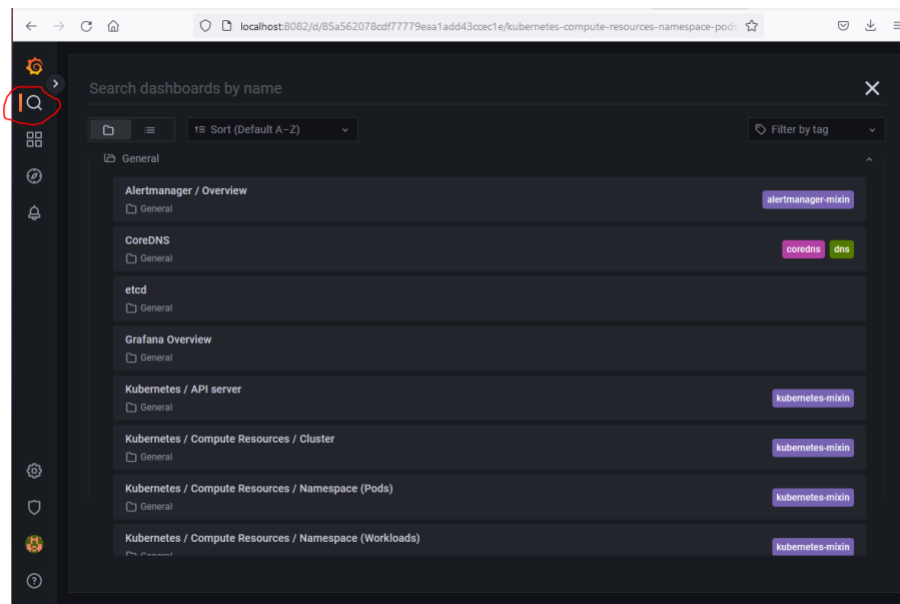 localhost:8082/d/85a562078cdf77779eaa1add43ccec1e/kubernetes-compute-resources-namespace-pods
Search dashboards by name
Sort (Default A–Z)
Filter by tag
General
Alertmanager / Overview
General
alertmanager-mixin
CoreDNS
General
coredns dns
etcd
General
Grafana Overview
General
Kubernetes / API server
General
kubernetes-mixin
Kubernetes / Compute Resources / Cluster
General
kubernetes-mixin
Kubernetes / Compute Resources / Namespace (Pods)
General
kubernetes-mixin
Kubernetes / Compute Resources / Namespace (Workloads)
General
kubernetes-mixin